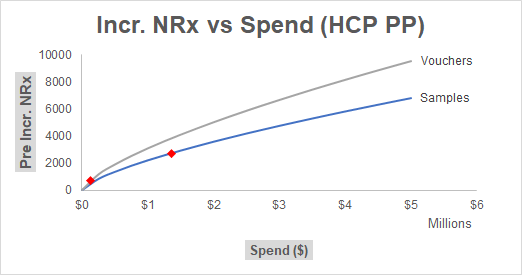 Incr. NRx vs Spend (HCP PP)
Pre Incr. NRx
10000
8000
6000
4000
2000
0
Vouchers
Samples
$0 $1 $2 $3 $4 $5 $6
Millions
Spend ($)